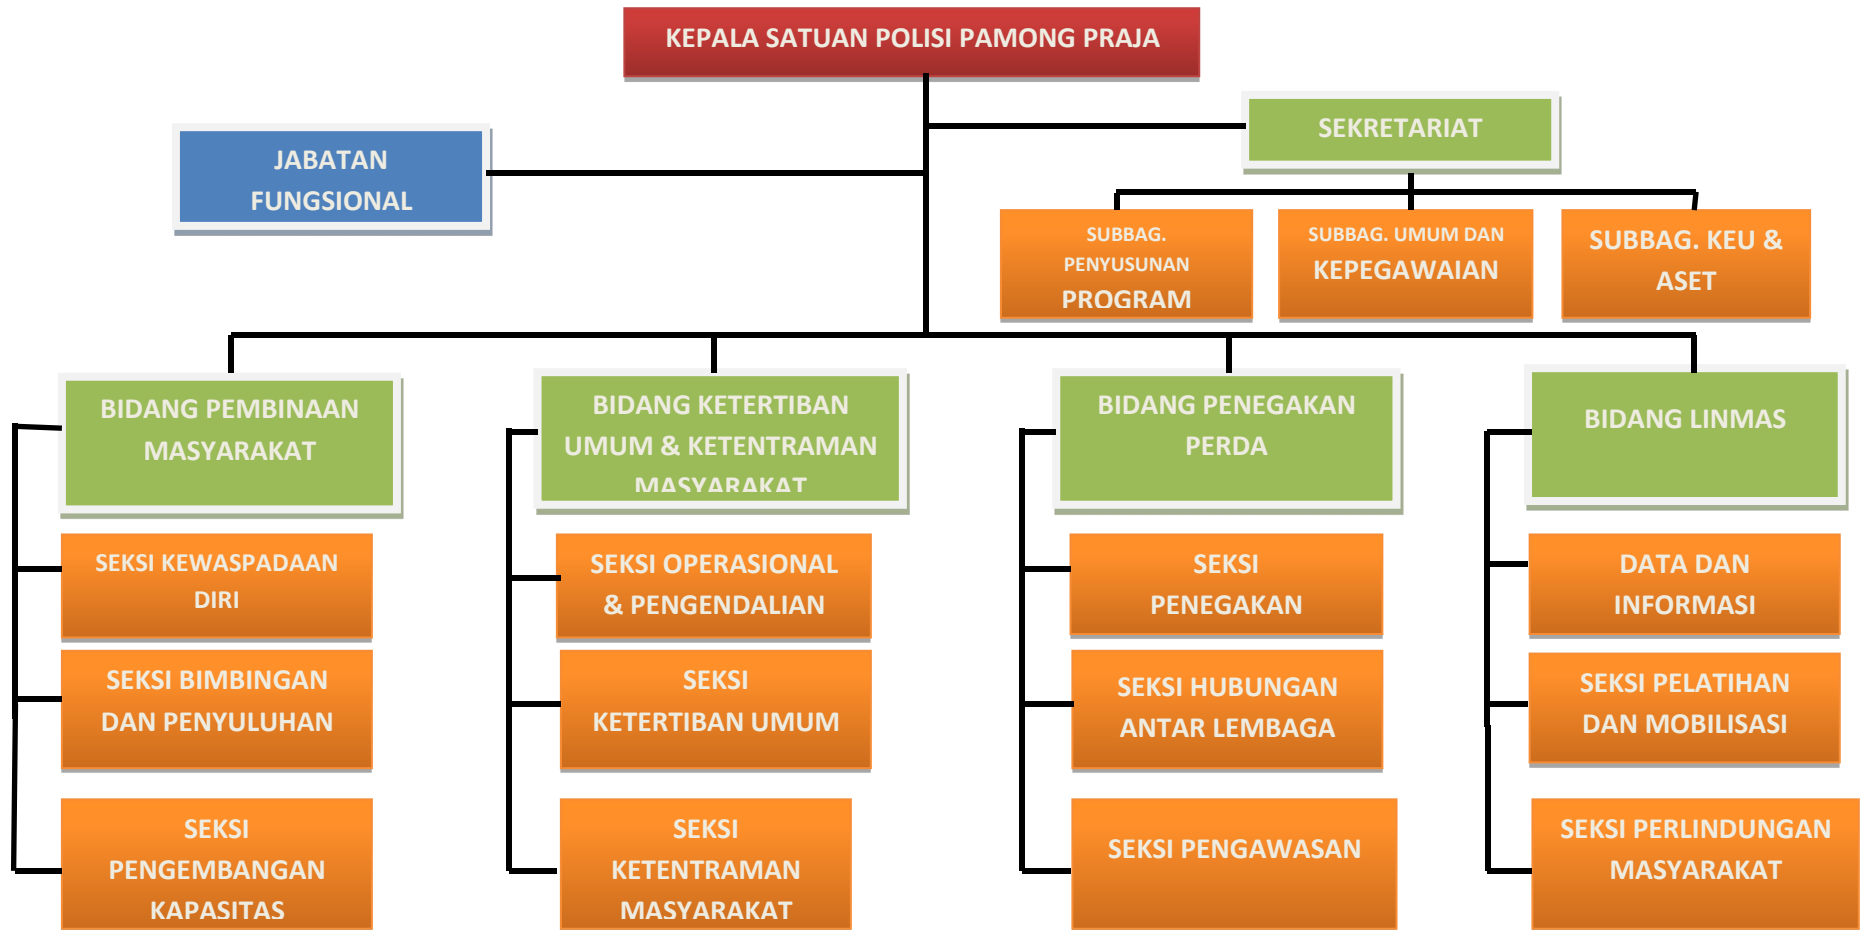 KEPALA SATUAN POLISI PAMONG PRAJA
SEKRETARIAT
JABATAN
FUNGSIONAL
SUBBAG.
PENYUSUNAN
PROGRAM
SUBBAG. UMUM DAN
KEPEGAWAIAN
SUBBAG. KEU &
ASET
BIDANG PEMBINAAN
MASYARAKAT
BIDANG KETERTIBAN
UMUM & KETENTRAMAN
MASYARAKAT
BIDANG PENEGAKAN
PERDA
BIDANG LINMAS
SEKSI KEWASPADAAN
DIRI
SEKSI OPERASIONAL
& PENGENDALIAN
SEKSI
PENEGAKAN
DATA DAN
INFORMASI
SEKSI BIMBINGAN
DAN PENYULUHAN
SEKSI
KETERTIBAN UMUM
SEKSI HUBUNGAN
ANTAR LEMBAGA
SEKSI PELATIHAN
DAN MOBILISASI
SEKSI
PENGEMBANGAN
KAPASITAS
SEKSI
KETENTRAMAN
MASYARAKAT
SEKSI PENGAWASAN
SEKSI PERLINDUNGAN
MASYARAKAT